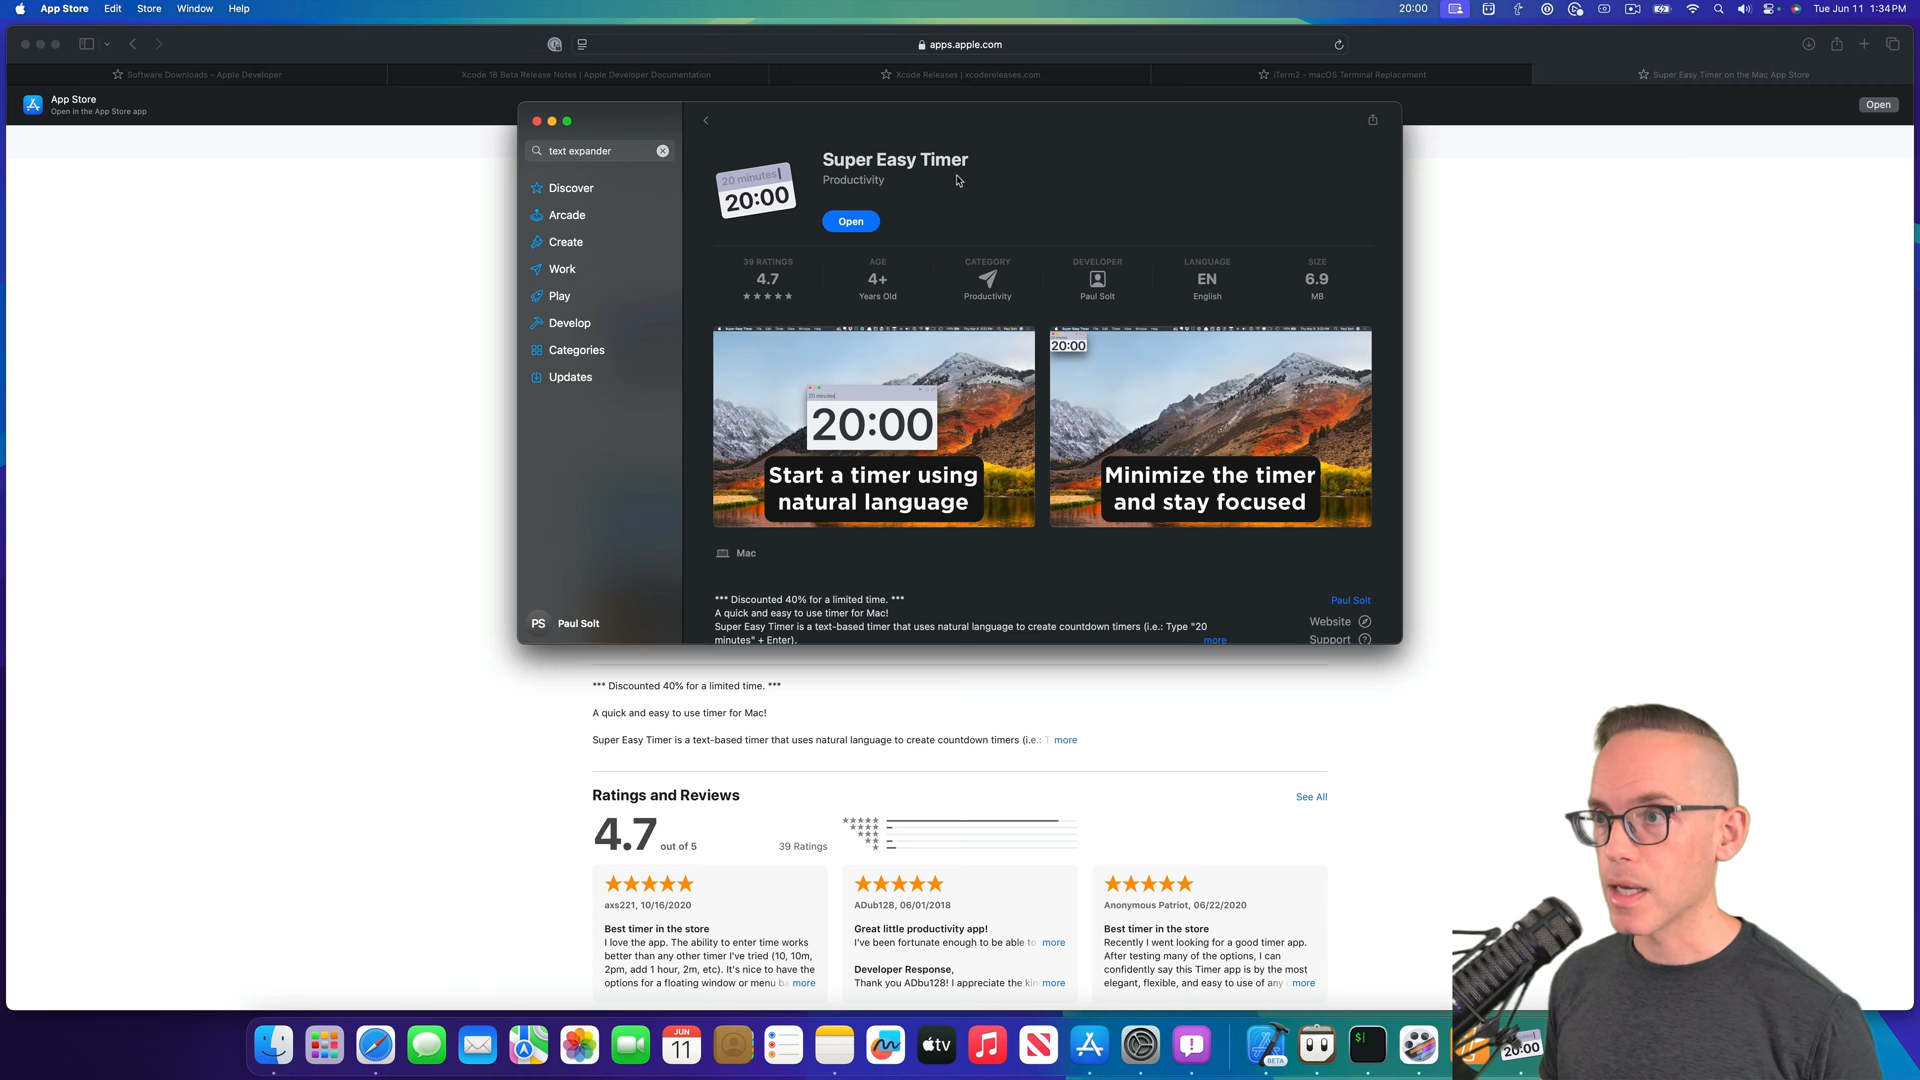 App Store Edit Store Window Help
20:00
Tue Jun 11 1:34 PM
apps.apple.com
Software Downloads - Apple Developer
Xcode 16 Beta Release Notes | Apple Developer Documentation
Xcode Releases | xcodereleases.com
iTerm2 - macOS Terminal Replacement
Super Easy Timer on the Mac App Store
App Store
Open in the App Store app
Open
text expander
Discover
Arcade
Create
Work
Play
Develop
Categories
Updates
PS Paul Solt
20 minutes
20:00
Super Easy Timer
Productivity
Open
39 RATINGS
4.7
AGE
4+
Years Old
CATEGORY
Productivity
DEVELOPER
Paul Solt
LANGUAGE
EN
English
SIZE
6.9
MB
20 minutes
20:00
Start a timer using
natural language
20:00
Minimize the timer
and stay focused
Mac
*** Discounted 40% for a limited time. ***
A quick and easy to use timer for Mac!
Super Easy Timer is a text-based timer that uses natural language to create countdown timers (i.e.: Type "20
minutes" + Enter).
more
Paul Solt
Website
Support
*** Discounted 40% for a limited time. ***
A quick and easy to use timer for Mac!
Super Easy Timer is a text-based timer that uses natural language to create countdown timers (i.e.: T more
Ratings and Reviews
See All
4.7 out of 5
39 Ratings
axs221, 10/16/2020
Best timer in the store
I love the app. The ability to enter time works
better than any other timer I've tried (10, 10m,
2pm, add 1 hour, 2m, etc). It's nice to have the
options for a floating window or menu ba more
ADub128, 06/01/2018
Great little productivity app!
I've been fortunate enough to be able to more
Developer Response,
Thank you ADbu128! I appreciate the kin more
Anonymous Patriot, 06/22/2020
Best timer in the store
Recently I went looking for a good timer app.
After testing many of the options, I can
confidently say this Timer app is by the most
elegant, flexible, and easy to use of any more
JUN
11
tv
$
BETA
20:00